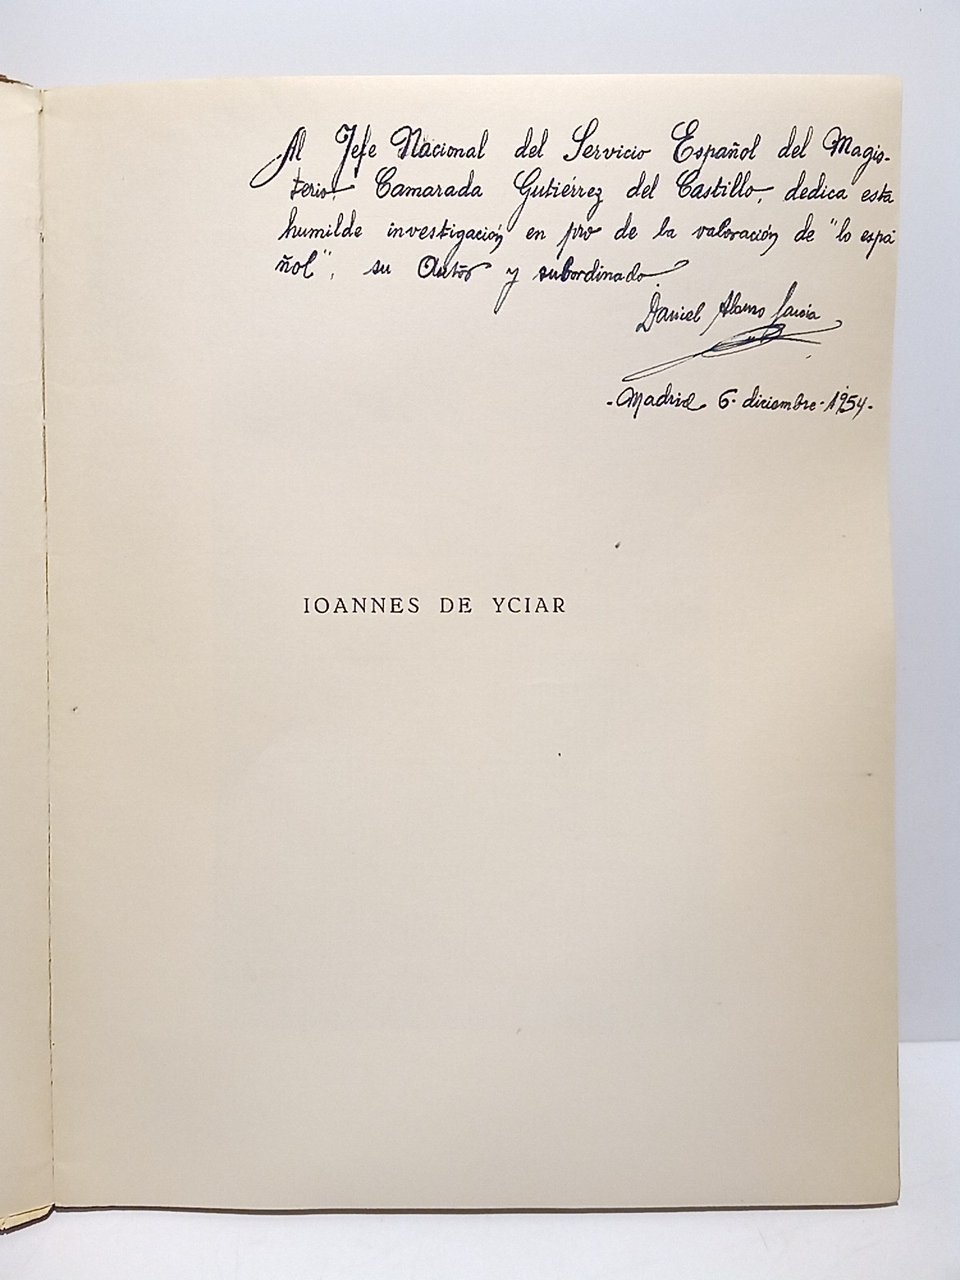 Al Jefe Nacional del Servicio Español del Magis-
terio, Camarada Gutiérrez del Castillo, dedica esta
humilde investigación en pro de la valoración de "lo espa-
ñol", su Autor y subordinado.
Daniel Alonso García
-Madrid 6-diciembre-1954-
IOANNES DE YCIAR